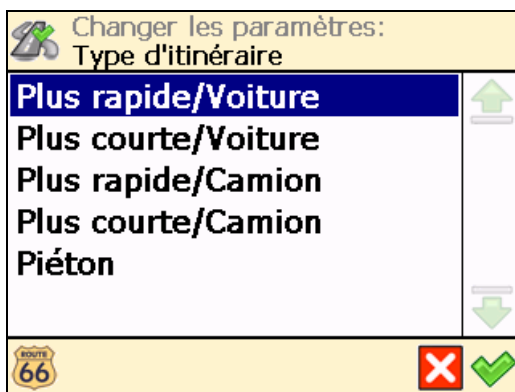 Changer les paramètres:
Type d'itinéraire
Plus rapide/Voiture
Plus courte/Voiture
Plus rapide/Camion
Plus courte/Camion
Piéton
ROUTE
66